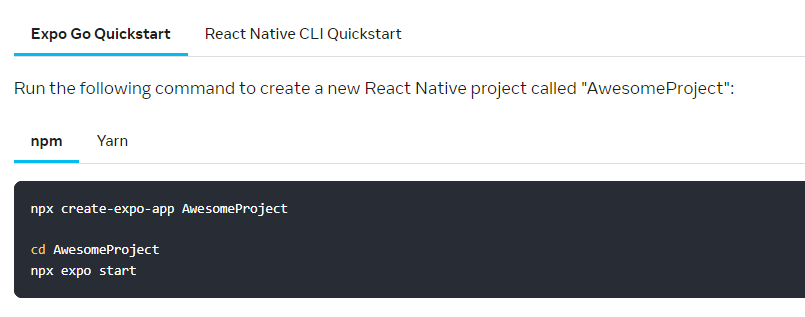 Expo Go Quickstart React Native CLI Quickstart
Run the following command to create a new React Native project called "AwesomeProject":
npm Yarn
npx create-expo-app AwesomeProject
cd AwesomeProject
npx expo start